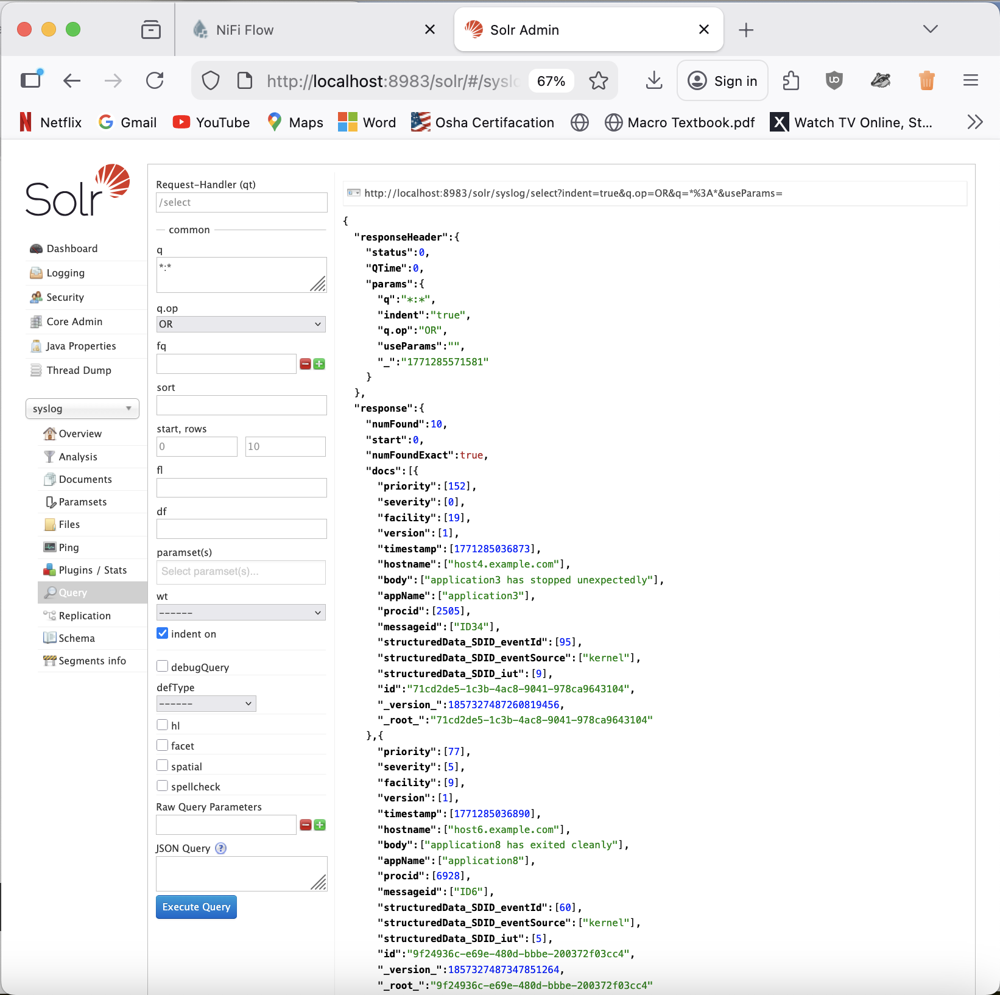 NiFi Flow
Solr Admin
http://localhost:8983/solr/#/syslo
67%
Sign in
Netflix
Gmail
YouTube
Maps
Word
Osha Certifacation
Macro Textbook.pdf
Watch TV Online, St...
Solr
Dashboard
Logging
Security
Core Admin
Java Properties
Thread Dump
syslog
Overview
Analysis
Documents
Paramsets
Files
Ping
Plugins / Stats
Query
Replication
Schema
Segments info
Request-Handler (qt)
/select
common
q
*:*
q.op
OR
fq
sort
start, rows
0
10
fl
df
paramset(s)
Select paramset(s)...
wt
------
indent on
debugQuery
defType
------
hl
facet
spatial
spellcheck
Raw Query Parameters
JSON Query ?
Execute Query
http://localhost:8983/solr/syslog/select?indent=true&q.op=OR&q=*%3A*&useParams=
{
"responseHeader":{
"status":0,
"QTime":0,
"params":{
"q":"*:*",
"indent":"true",
"q.op":"OR",
"useParams":"",
"_":"1771285571581"
}
},
"response":{
"numFound":10,
"start":0,
"numFoundExact":true,
"docs":[{
"priority":[152],
"severity":[0],
"facility":[19],
"version":[1],
"timestamp":[1771285036873],
"hostname":["host4.example.com"],
"body":["application3 has stopped unexpectedly"],
"appName":["application3"],
"procid":[2505],
"messageid":["ID34"],
"structuredData_SDID_eventId":[95],
"structuredData_SDID_eventSource":["kernel"],
"structuredData_SDID_iut":[9],
"id":"71cd2de5-1c3b-4ac8-9041-978ca9643104",
"_version_":1857327487260819456,
"_root_":"71cd2de5-1c3b-4ac8-9041-978ca9643104"
},{
"priority":[77],
"severity":[5],
"facility":[9],
"version":[1],
"timestamp":[1771285036890],
"hostname":["host6.example.com"],
"body":["application8 has exited cleanly"],
"appName":["application8"],
"procid":[6928],
"messageid":["ID6"],
"structuredData_SDID_eventId":[60],
"structuredData_SDID_eventSource":["kernel"],
"structuredData_SDID_iut":[5],
"id":"9f24936c-e69e-480d-bbbe-200372f03cc4",
"_version_":1857327487347851264,
"_root_":"9f24936c-e69e-480d-bbbe-200372f03cc4"